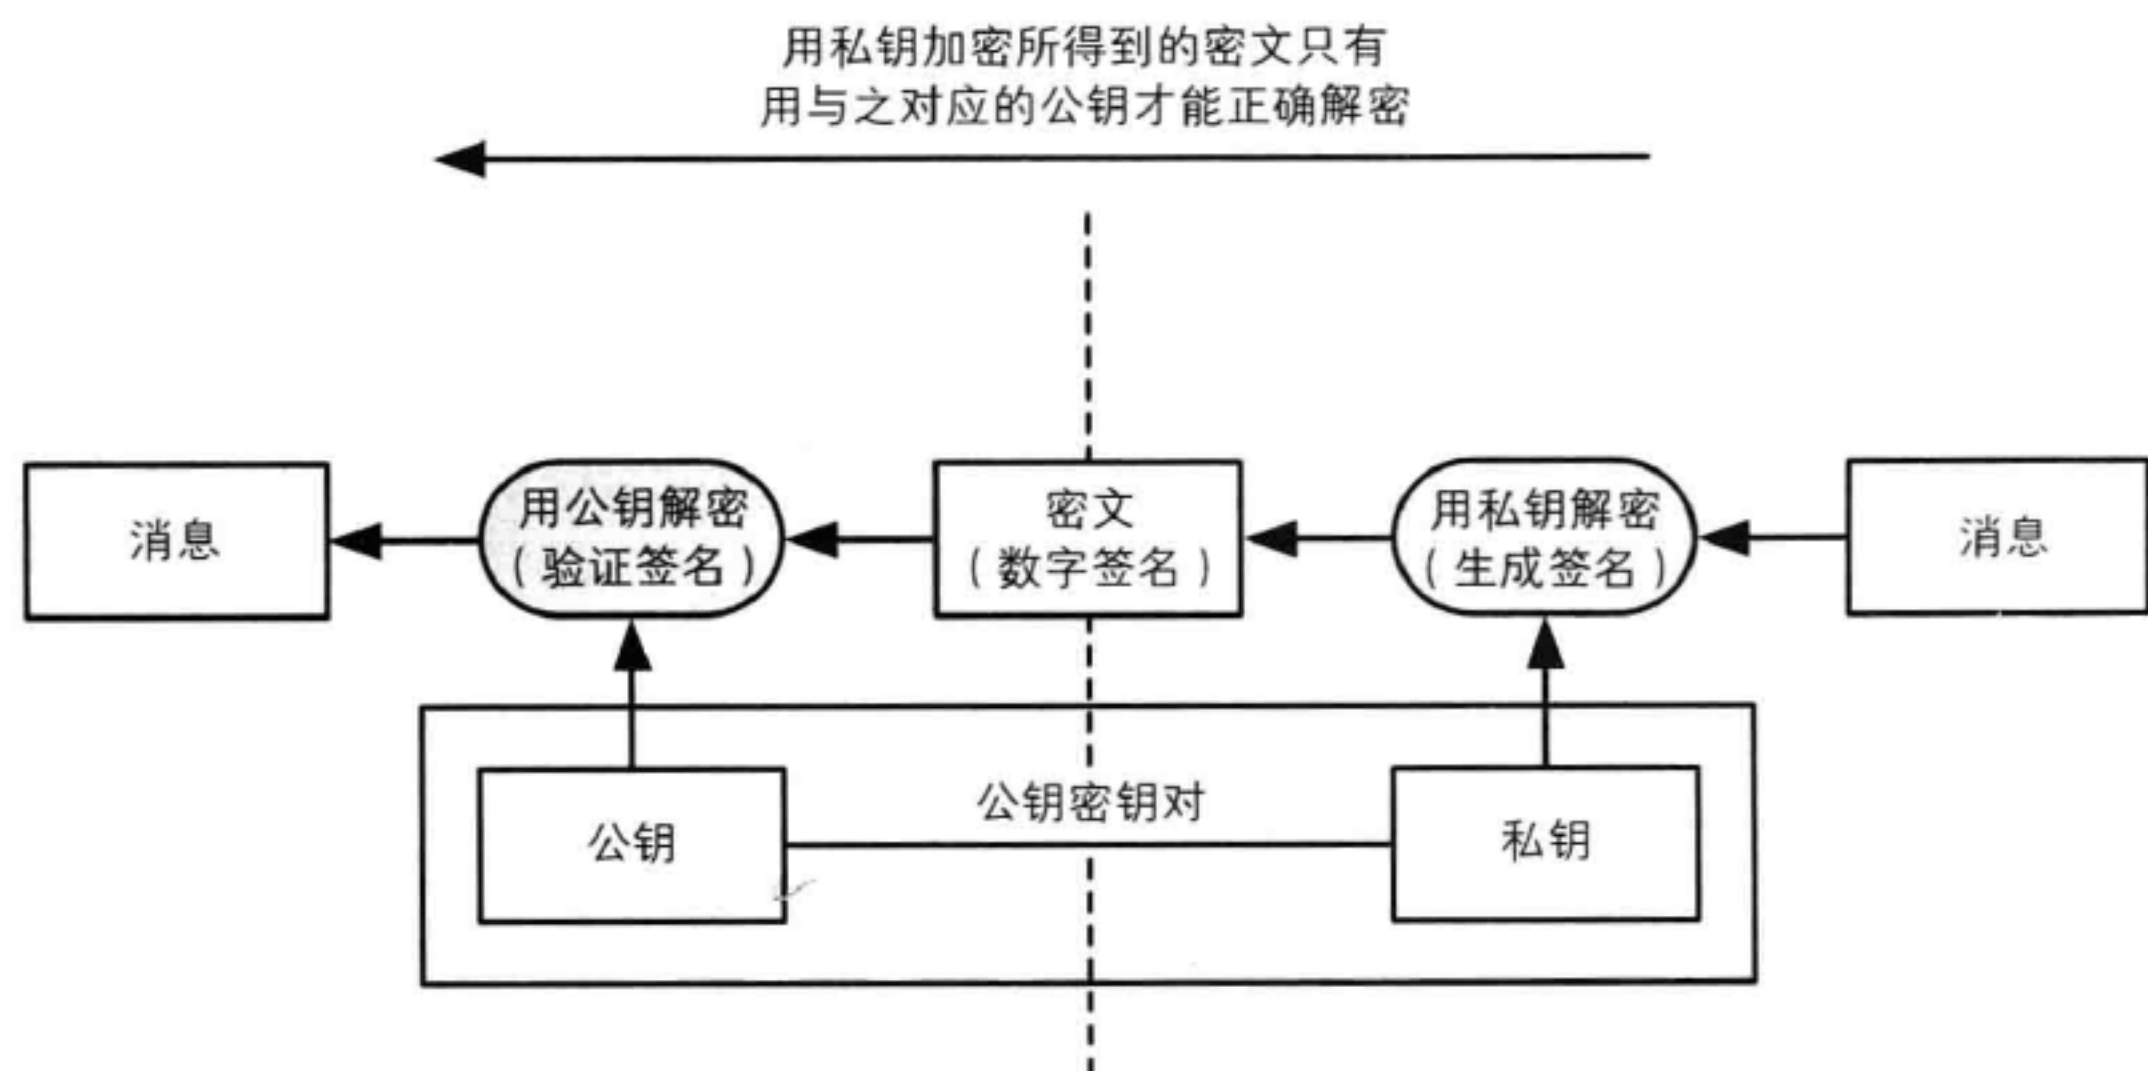 用私钥加密所得到的密文只有
用与之对应的公钥才能正确解密
消息
用公钥解密
（验证签名）
密文
（数字签名）
用私钥解密
（生成签名）
消息
公钥密钥对
公钥
私钥